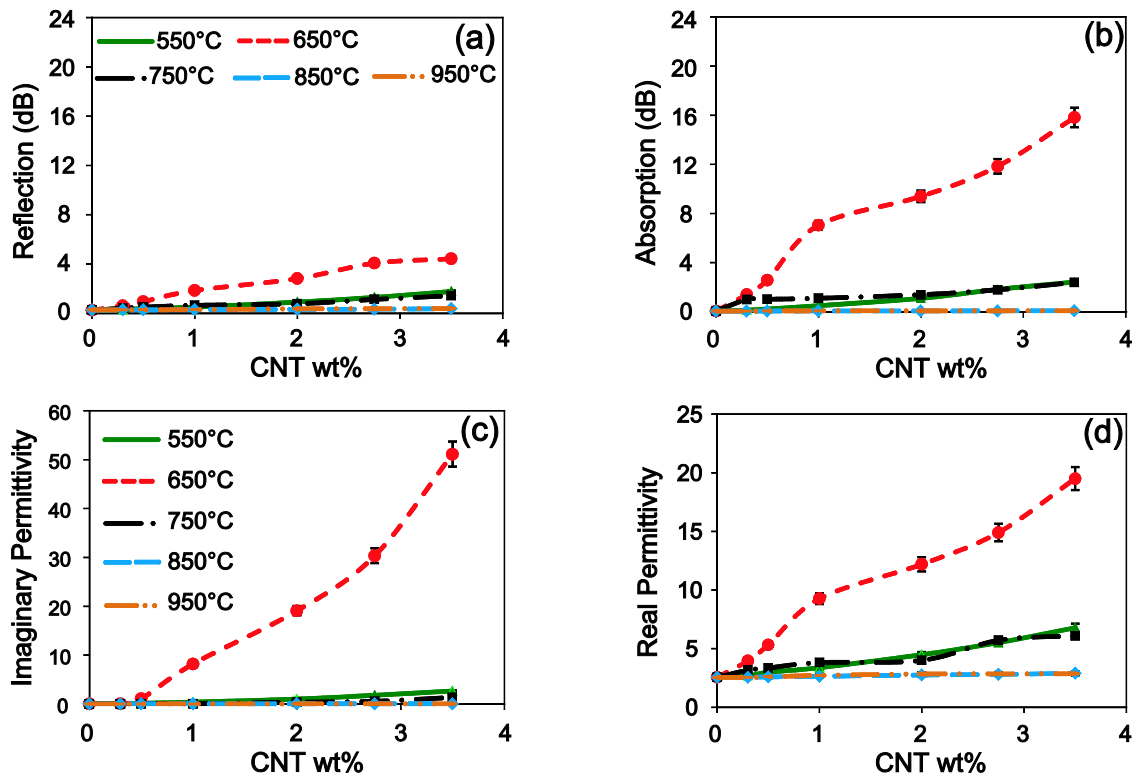 (a)
550°C 650°C
750°C 850°C 950°C
Reflection (dB)
24
20
16
12
8
4
0
0 1 2 3 4
CNT wt%
(b)
Absorption (dB)
24
20
16
12
8
4
0
0 1 2 3 4
CNT wt%
(c)
550°C
650°C
750°C
850°C
950°C
Imaginary Permittivity
60
50
40
30
20
10
0
0 1 2 3 4
CNT wt%
(d)
Real Permittivity
25
20
15
10
5
0
0 1 2 3 4
CNT wt%